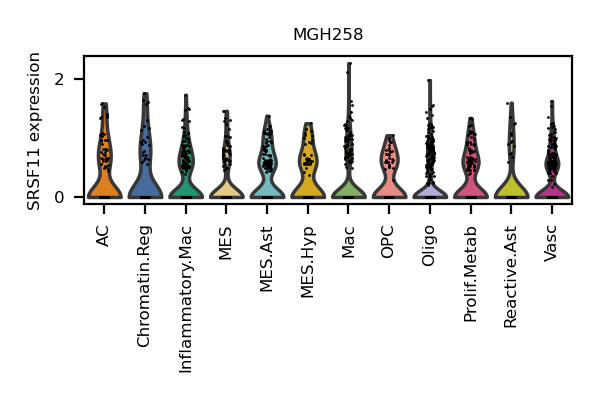 MGH258
SRSF11 expression
2
0
AC
Chromatin.Reg
Inflammatory.Mac
MES
MES.Ast
MES.Hyp
Mac
OPC
Oligo
Prolif.Metab
Reactive.Ast
Vasc